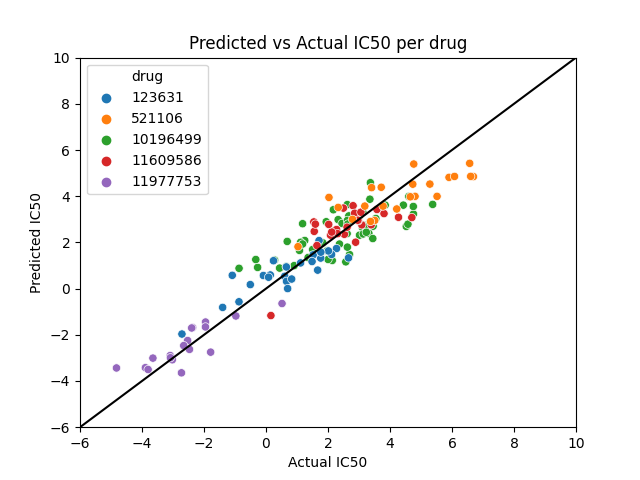 Predicted vs Actual IC50 per drug
drug
123631
521106
10196499
11609586
11977753
10
8
6
4
2
0
−2
−4
−6
Predicted IC50
−6 −4 −2 0 2 4 6 8 10
Actual IC50